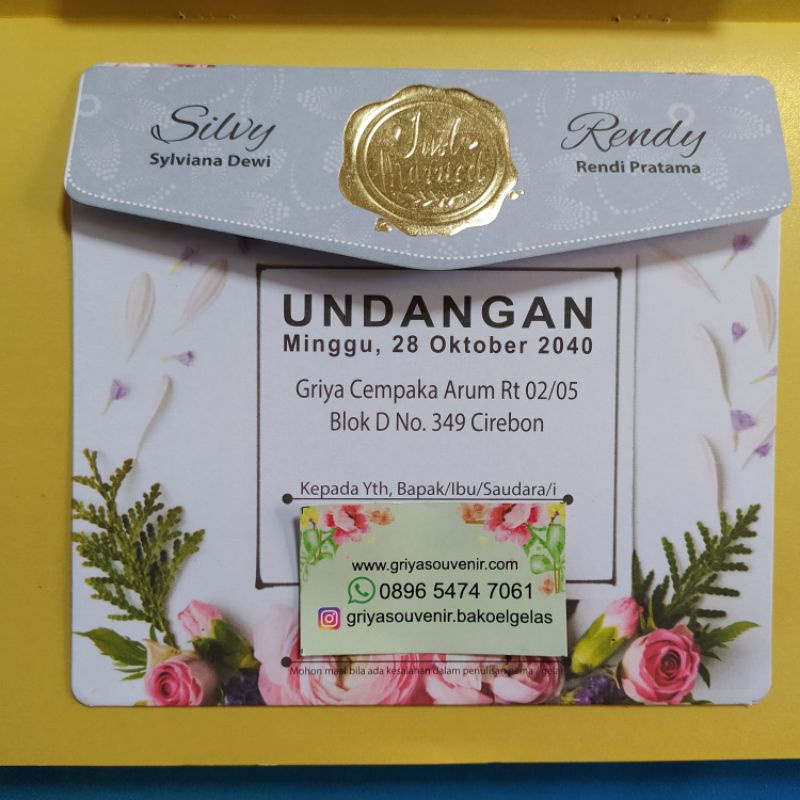 Silvy
Sylviana Dewi
Just
Married
Rendy
Rendi Pratama
UNDANGAN
Minggu, 28 Oktober 2040
Griya Cempaka Arum Rt 02/05
Blok D No. 349 Cirebon
Kepada Yth, Bapak/Ibu/Saudara/i
www.griyasouvenir.com
0896 5474 7061
griyasouvenir.bakoelgelas
Mohon maaf bila ada kesalahan dalam penulisan nama / gelar